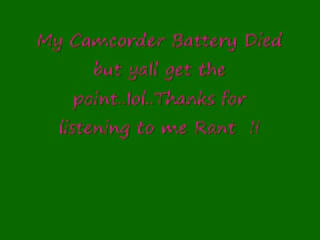 My Camcorder Battery Died
but yall get the
point..lol..Thanks for
listening to me Rant !!